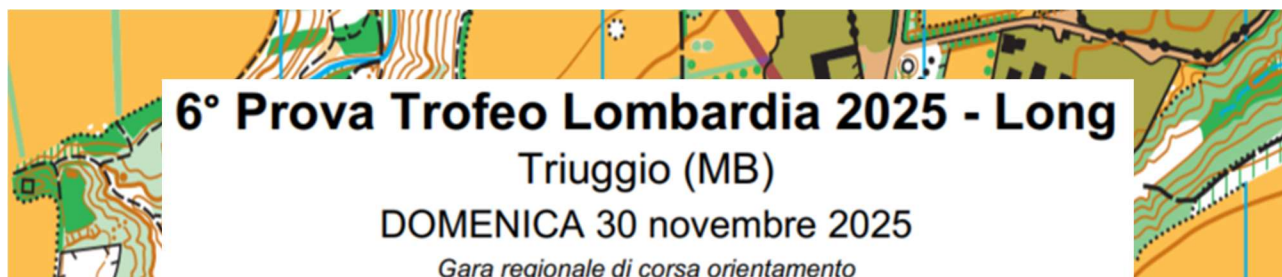 6° Prova Trofeo Lombardia 2025 - Long
Triuggio (MB)
DOMENICA 30 novembre 2025
Gara regionale di corsa orientamento